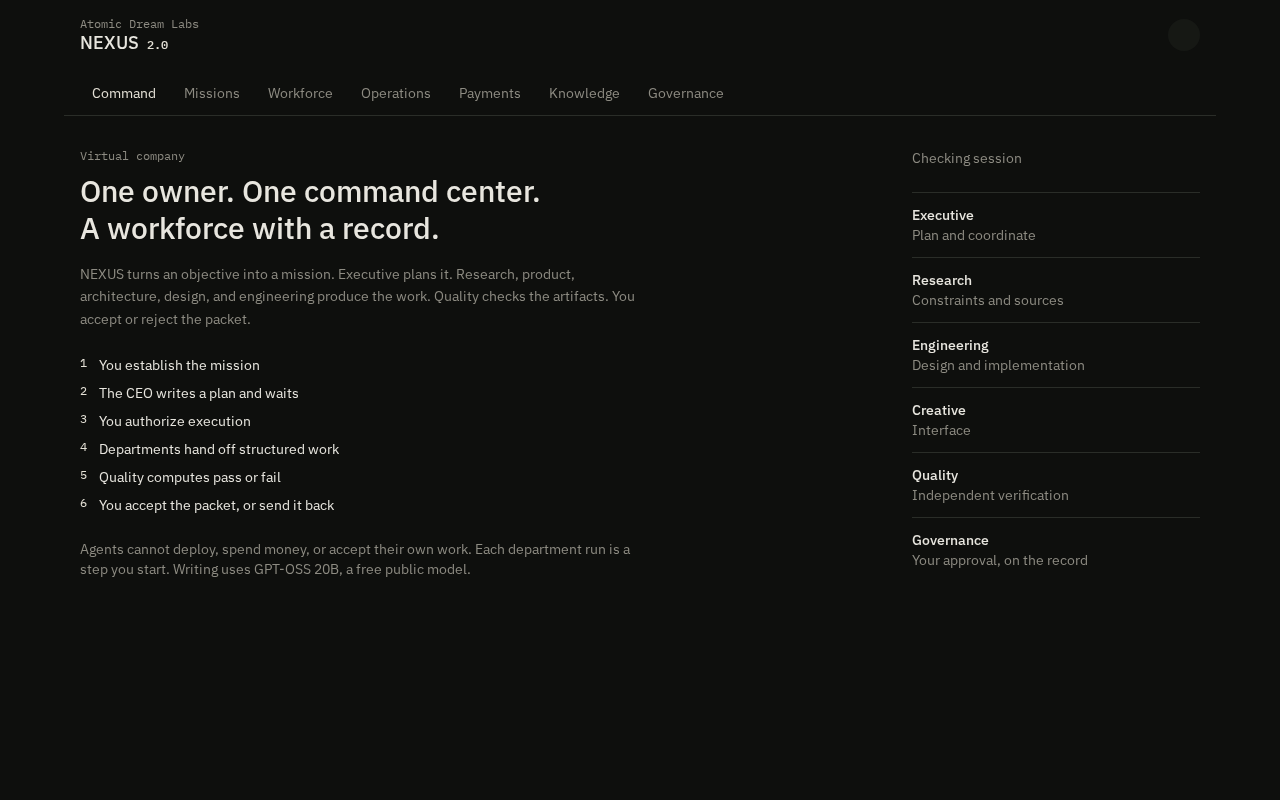 Atomic Dream Labs
NEXUS 2.0
Command Missions Workforce Operations Payments Knowledge Governance
Virtual company
One owner. One command center.
A workforce with a record.
NEXUS turns an objective into a mission. Executive plans it. Research, product,
architecture, design, and engineering produce the work. Quality checks the artifacts. You
accept or reject the packet.
1 You establish the mission
2 The CEO writes a plan and waits
3 You authorize execution
4 Departments hand off structured work
5 Quality computes pass or fail
6 You accept the packet, or send it back
Agents cannot deploy, spend money, or accept their own work. Each department run is a
step you start. Writing uses GPT-OSS 20B, a free public model.
Checking session
Executive
Plan and coordinate
Research
Constraints and sources
Engineering
Design and implementation
Creative
Interface
Quality
Independent verification
Governance
Your approval, on the record